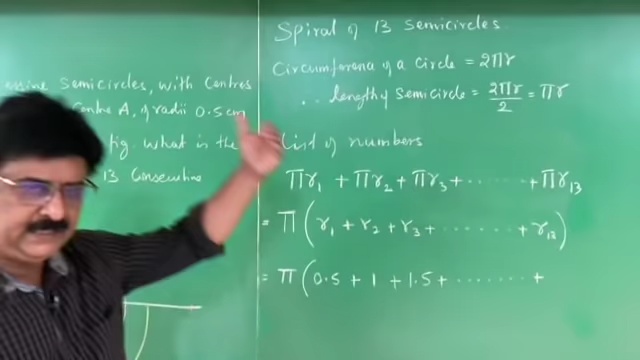 essive Semicircles, with Centres
Centre A, of radii 0.5 cm
fig. what is the
13 Consecutive
Spiral of 13 Semicircles.
Circumference of a Circle = 2πr
∴ length of Semicircle = 2πr/2 = πr
List of numbers
πr₁ + πr₂ + πr₃ + ....... + πr₁₃
= π(r₁ + r₂ + r₃ + ....... + r₁₃)
= π(0.5 + 1 + 1.5 + ........ +